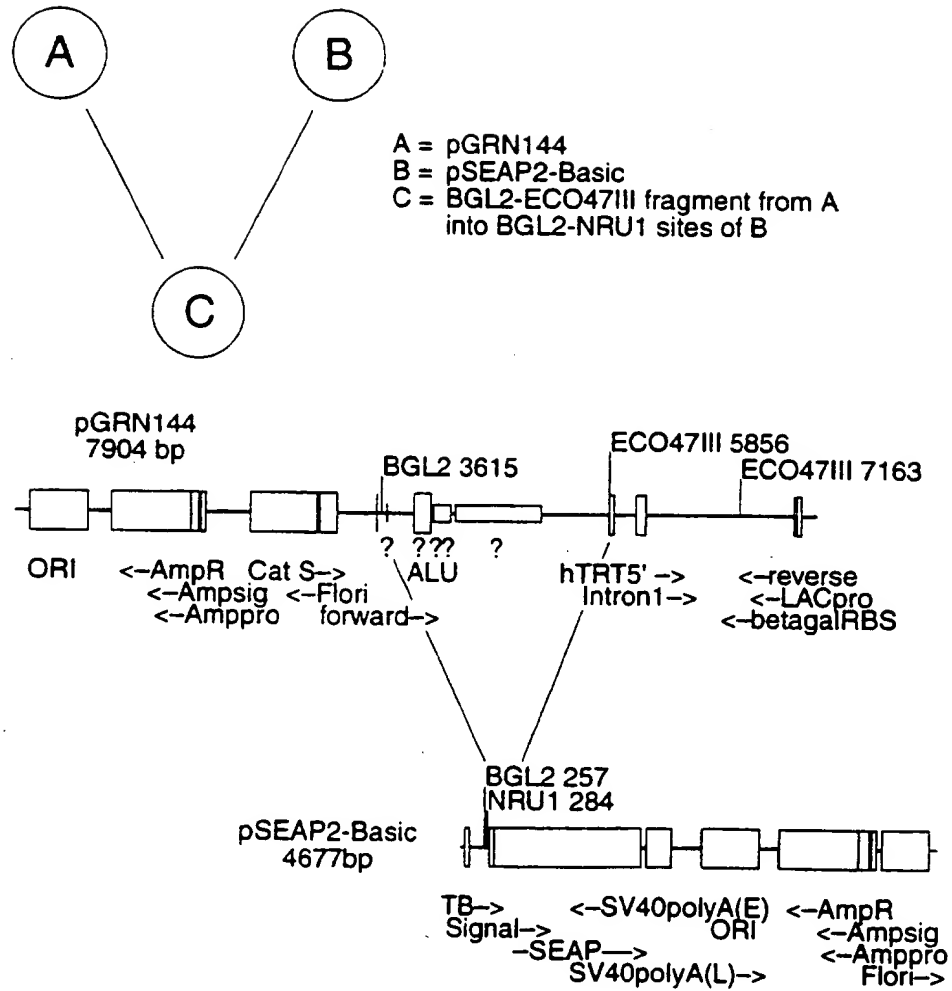 A
B
A = pGRN144
B = pSEAP2-Basic
C = BGL2-ECO47III fragment from A
into BGL2-NRU1 sites of B
C
pGRN144
7904 bp
BGL2 3615
ECO47III 5856
ECO47III 7163
? ? ?? ?
ORI <-AmpR Cat S-> ALU hTRT5' -> <-reverse
<-Ampsig <-Flori Intron1-> <-LACpro
<-Amppro forward-> <-betagalRBS
BGL2 257
NRU1 284
pSEAP2-Basic
4677bp
TB-> <-SV40polyA(E) <-AmpR
Signal-> ORI <-Ampsig
-SEAP-> <-Amppro
SV40polyA(L)-> Flori->